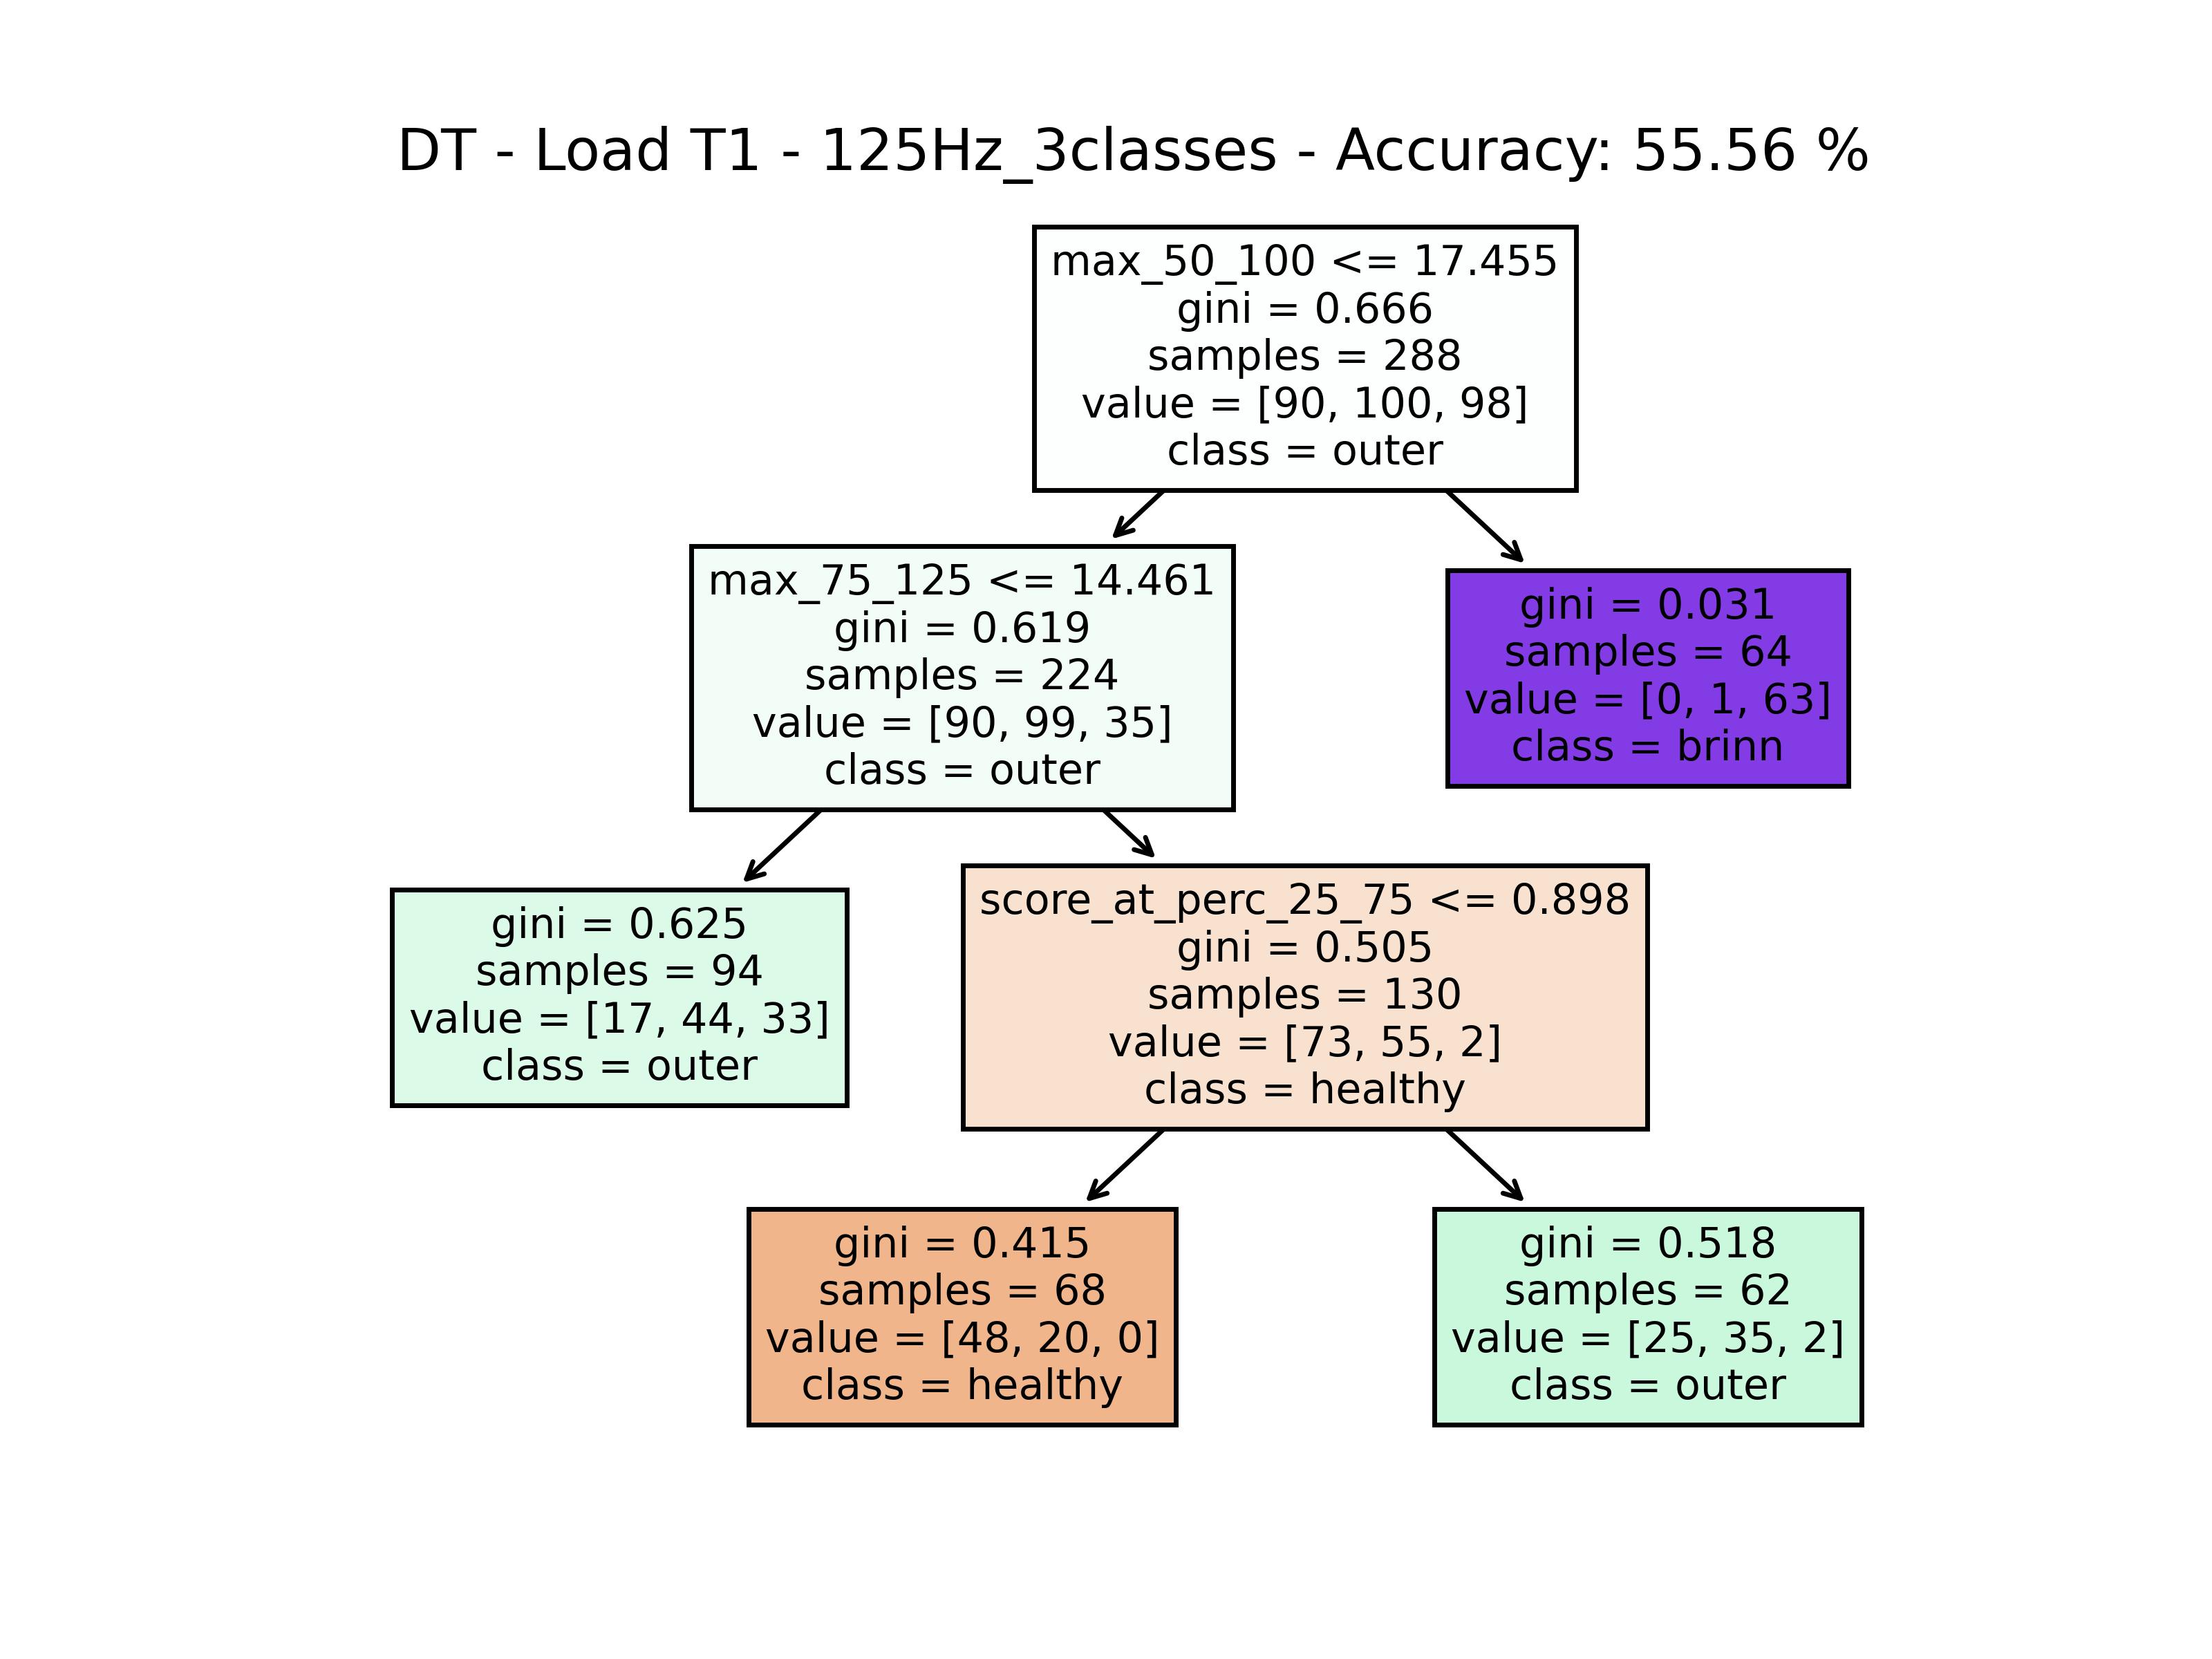 DT - Load T1 - 125Hz_3classes - Accuracy: 55.56 %
max_50_100 <= 17.455
gini = 0.666
samples = 288
value = [90, 100, 98]
class = outer
max_75_125 <= 14.461
gini = 0.619
samples = 224
value = [90, 99, 35]
class = outer
gini = 0.031
samples = 64
value = [0, 1, 63]
class = brinn
gini = 0.625
samples = 94
value = [17, 44, 33]
class = outer
score_at_perc_25_75 <= 0.898
gini = 0.505
samples = 130
value = [73, 55, 2]
class = healthy
gini = 0.415
samples = 68
value = [48, 20, 0]
class = healthy
gini = 0.518
samples = 62
value = [25, 35, 2]
class = outer